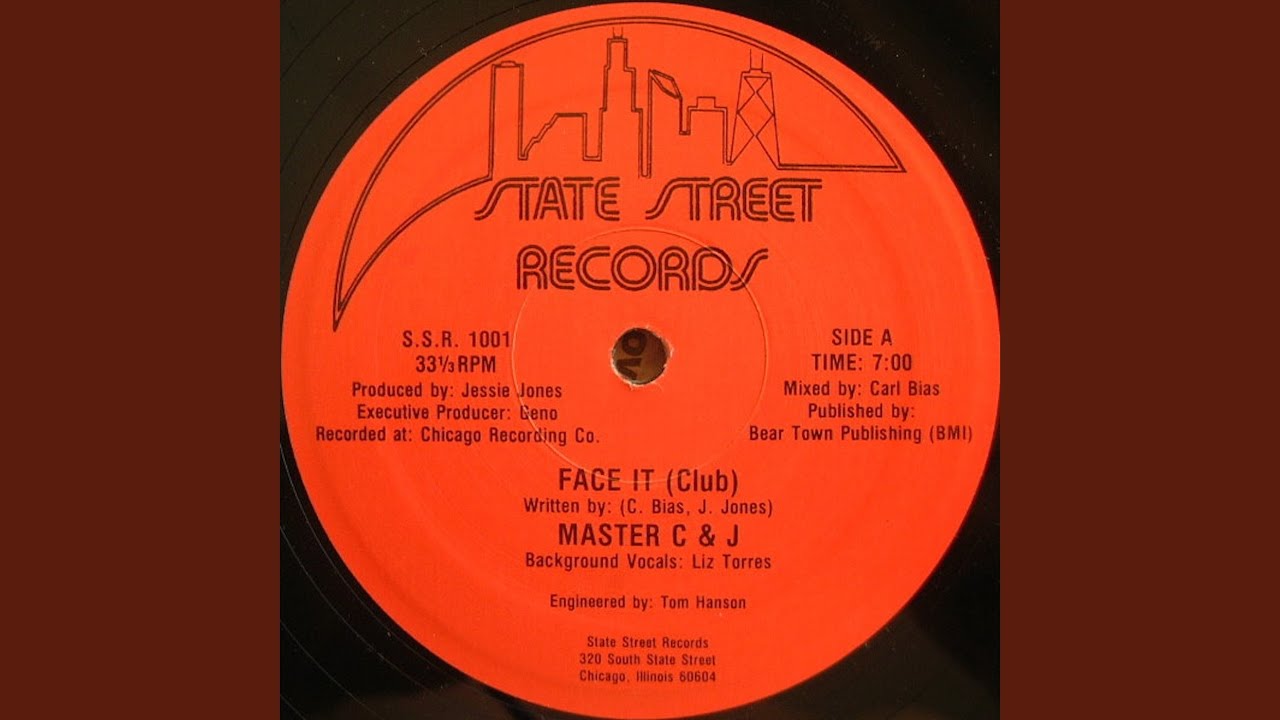 STATE STREET
RECORDS
S.S.R. 1001
33⅓ RPM
Produced by: Jessie Jones
Executive Producer: Geno
Recorded at: Chicago Recording Co.
SIDE A
TIME: 7:00
Mixed by: Carl Bias
Published by:
Bear Town Publishing (BMI)
FACE IT (Club)
Written by: (C. Bias, J. Jones)
MASTER C & J
Background Vocals: Liz Torres
Engineered by: Tom Hanson
State Street Records
320 South State Street
Chicago, Illinois 60604